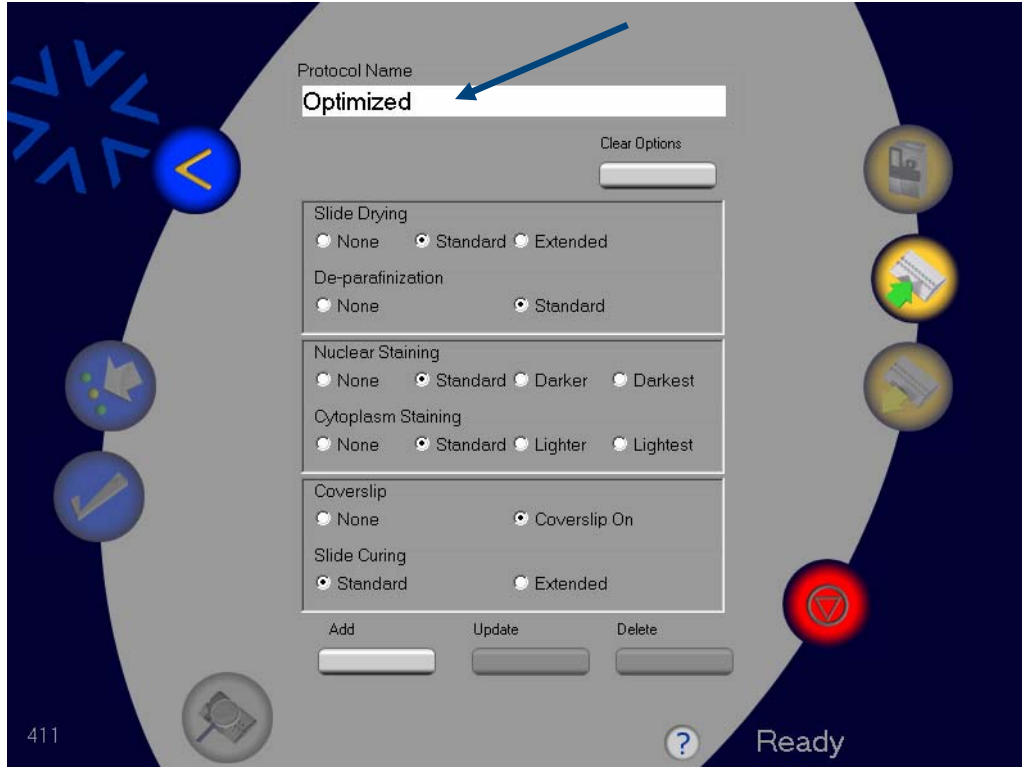 Protocol Name
Optimized
Clear Options
Slide Drying
None Standard Extended
De-parafinization
None Standard
Nuclear Staining
None Standard Darker Darkest
Cytoplasm Staining
None Standard Lighter Lightest
Coverslip
None Coverslip On
Slide Curing
Standard Extended
Add Update Delete
411
?
Ready